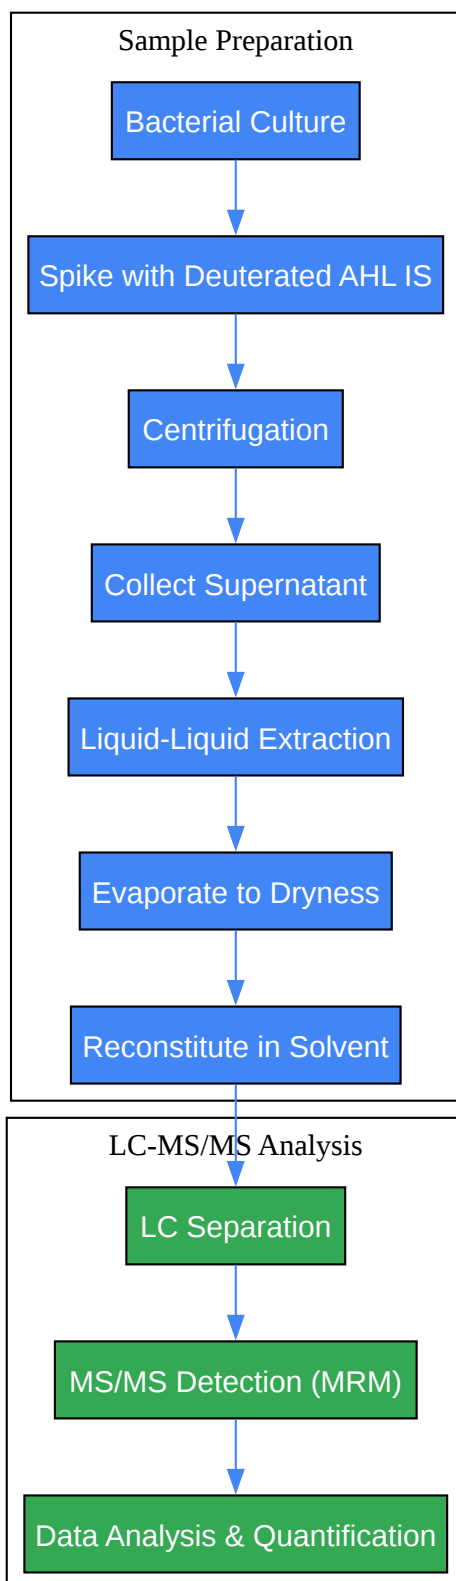 Sample Preparation
Bacterial Culture
Spike with Deuterated AHL IS
Centrifugation
Collect Supernatant
Liquid-Liquid Extraction
Evaporate to Dryness
Reconstitute in Solvent
LC-MS/MS Analysis
LC Separation
MS/MS Detection (MRM)
Data Analysis & Quantification